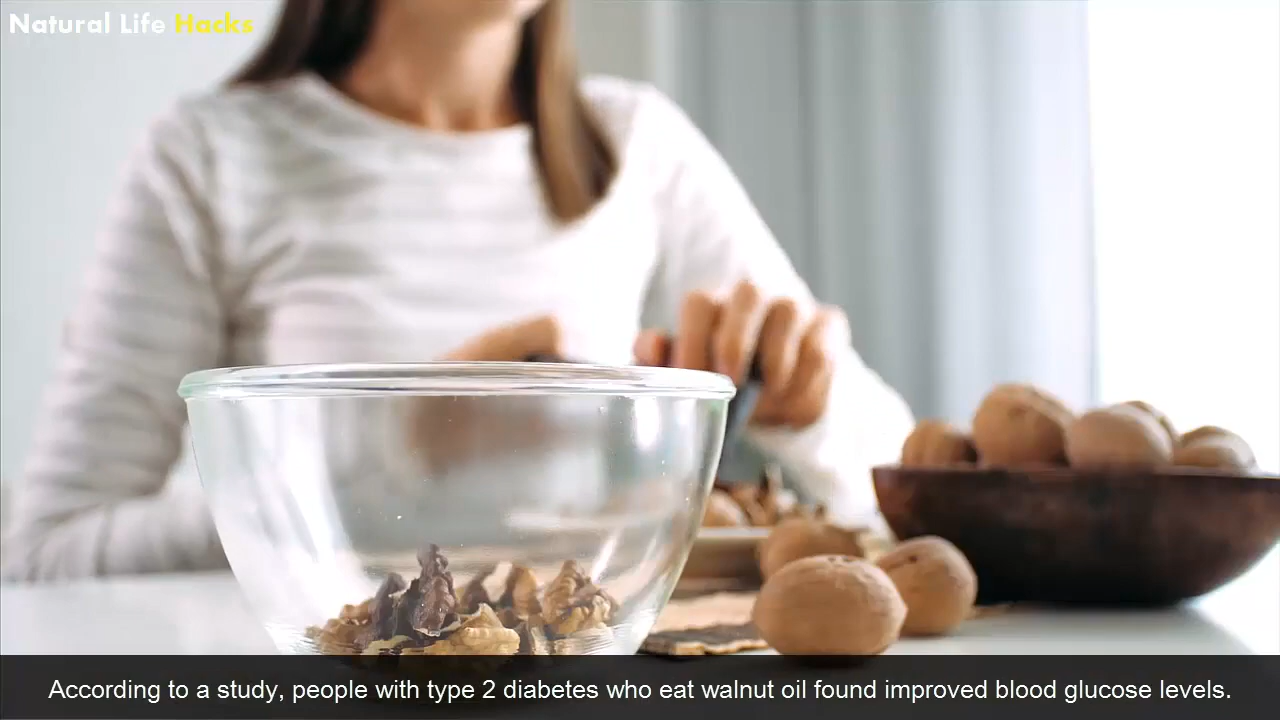 Natural Life Hacks
According to a study, people with type 2 diabetes who eat walnut oil found improved blood glucose levels.